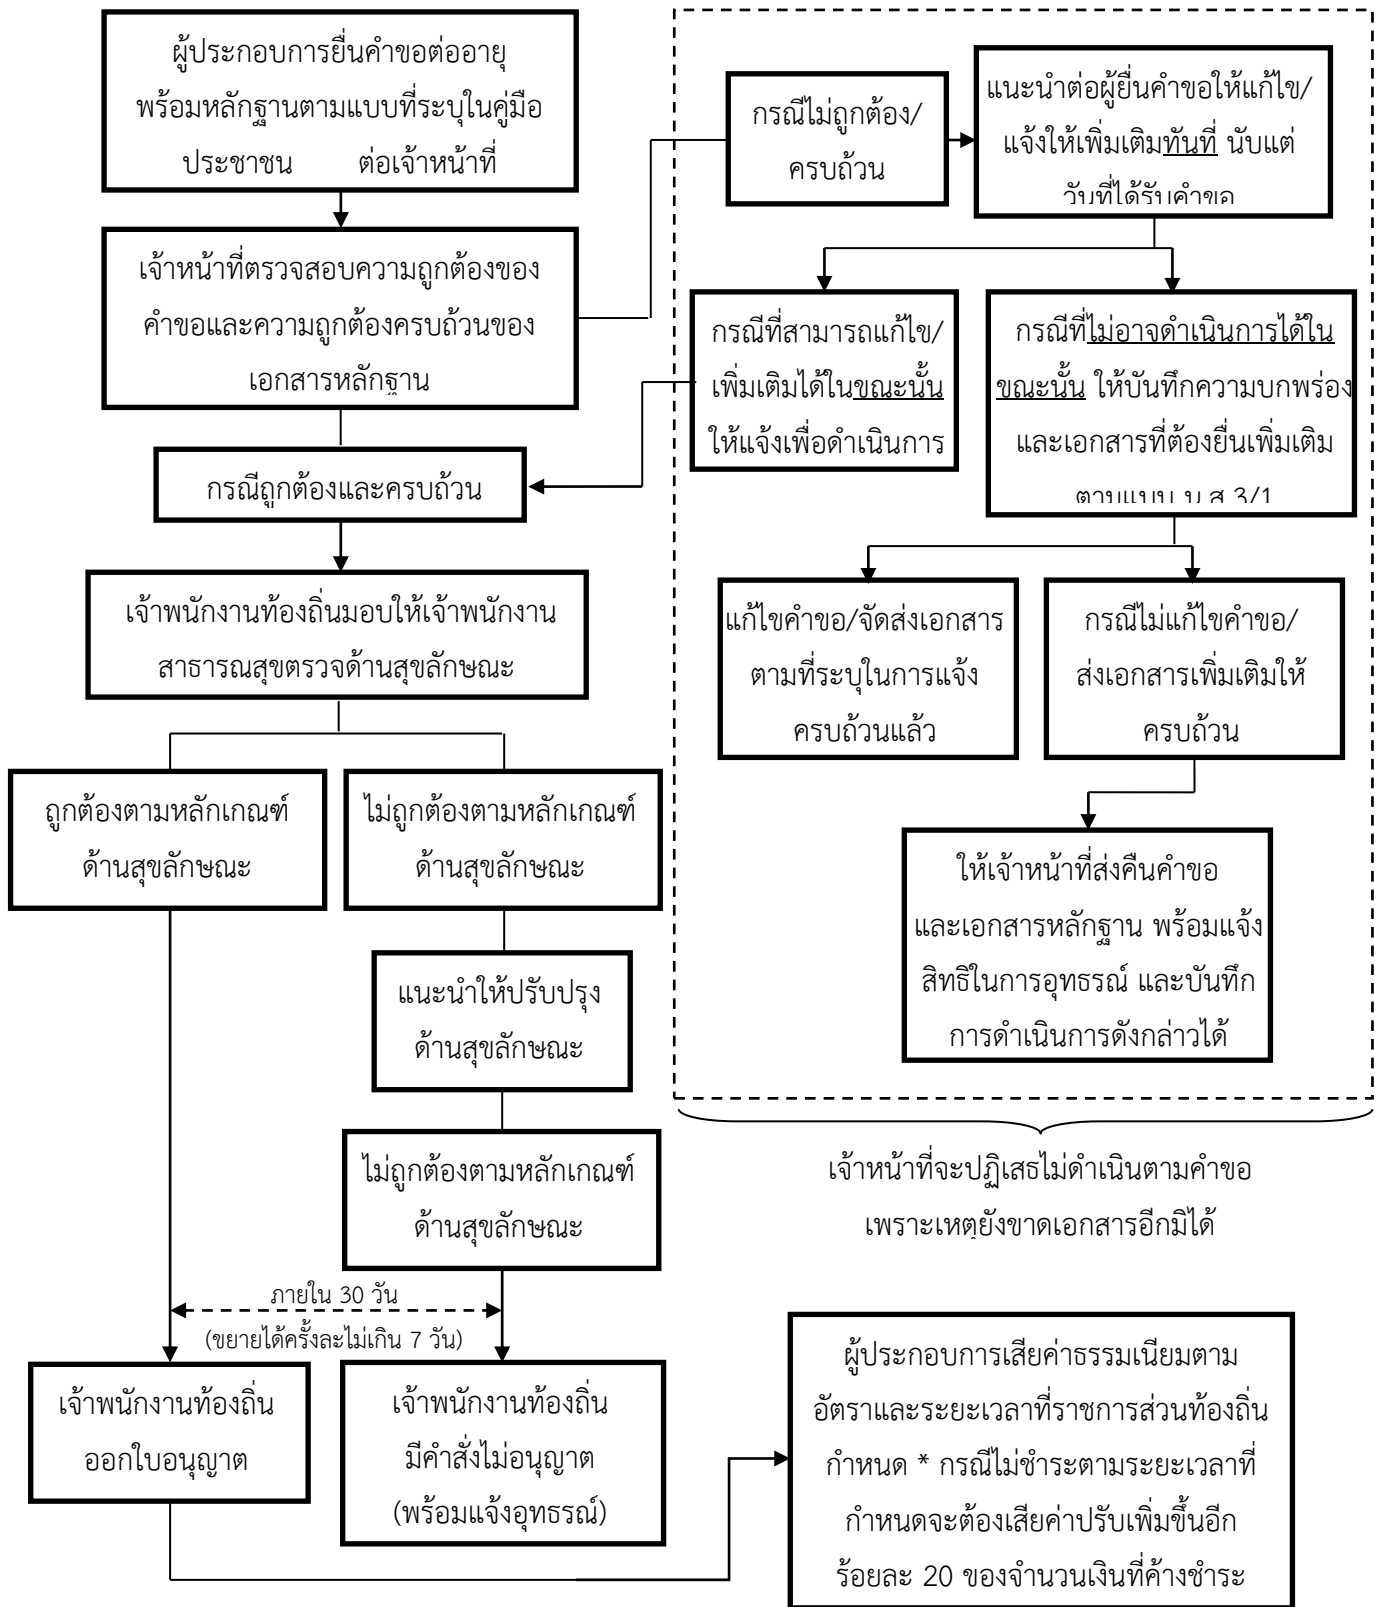 ผู้ประกอบการยื่นคำขอต่ออายุ
พร้อมหลักฐานตามแบบที่ระบุในคู่มือ
ประชาชน ต่อเจ้าหน้าที่
เจ้าหน้าที่ตรวจสอบความถูกต้องของ
คำขอและความถูกต้องครบถ้วนของ
เอกสารหลักฐาน
กรณีถูกต้องและครบถ้วน
เจ้าพนักงานท้องถิ่นมอบให้เจ้าพนักงาน
สาธารณสุขตรวจด้านสุขลักษณะ
ถูกต้องตามหลักเกณฑ์
ด้านสุขลักษณะ
ไม่ถูกต้องตามหลักเกณฑ์
ด้านสุขลักษณะ
แนะนำให้ปรับปรุง
ด้านสุขลักษณะ
ไม่ถูกต้องตามหลักเกณฑ์
ด้านสุขลักษณะ
ภายใน 30 วัน
(ขยายได้ครั้งละไม่เกิน 7 วัน)
เจ้าพนักงานท้องถิ่น
ออกใบอนุญาต
เจ้าพนักงานท้องถิ่น
มีคำสั่งไม่อนุญาต
(พร้อมแจ้งอุทธรณ์)
กรณีไม่ถูกต้อง/
ครบถ้วน
แนะนำต่อผู้ยื่นคำขอให้แก้ไข/
แจ้งให้เพิ่มเติมทันที่ นับแต่
วันที่ได้รับคำขอ
กรณีที่สามารถแก้ไข/
เพิ่มเติมได้ในขณะนั้น
ให้แจ้งเพื่อดำเนินการ
กรณีที่ไม่อาจดำเนินการได้ใน
ขณะนั้น ให้บันทึกความบกพร่อง
และเอกสารที่ต้องยื่นเพิ่มเติม
ตามแบบ น.ส.3/1
แก้ไขคำขอ/จัดส่งเอกสาร
ตามที่ระบุในการแจ้ง
ครบถ้วนแล้ว
กรณีไม่แก้ไขคำขอ/
ส่งเอกสารเพิ่มเติมให้
ครบถ้วน
ให้เจ้าหน้าที่ส่งคืนคำขอ
และเอกสารหลักฐาน พร้อมแจ้ง
สิทธิในการอุทธรณ์ และบันทึก
การดำเนินการดังกล่าวได้
เจ้าหน้าที่จะปฏิเสธไม่ดำเนินตามคำขอ
เพราะเหตุยังขาดเอกสารอีกมิได้
ผู้ประกอบการเสียค่าธรรมเนียมตาม
อัตราและระยะเวลาที่ราชการส่วนท้องถิ่น
กำหนด * กรณีไม่ชำระตามระยะเวลาที่
กำหนดจะต้องเสียค่าปรับเพิ่มขึ้นอีก
ร้อยละ 20 ของจำนวนเงินที่ค้างชำระ